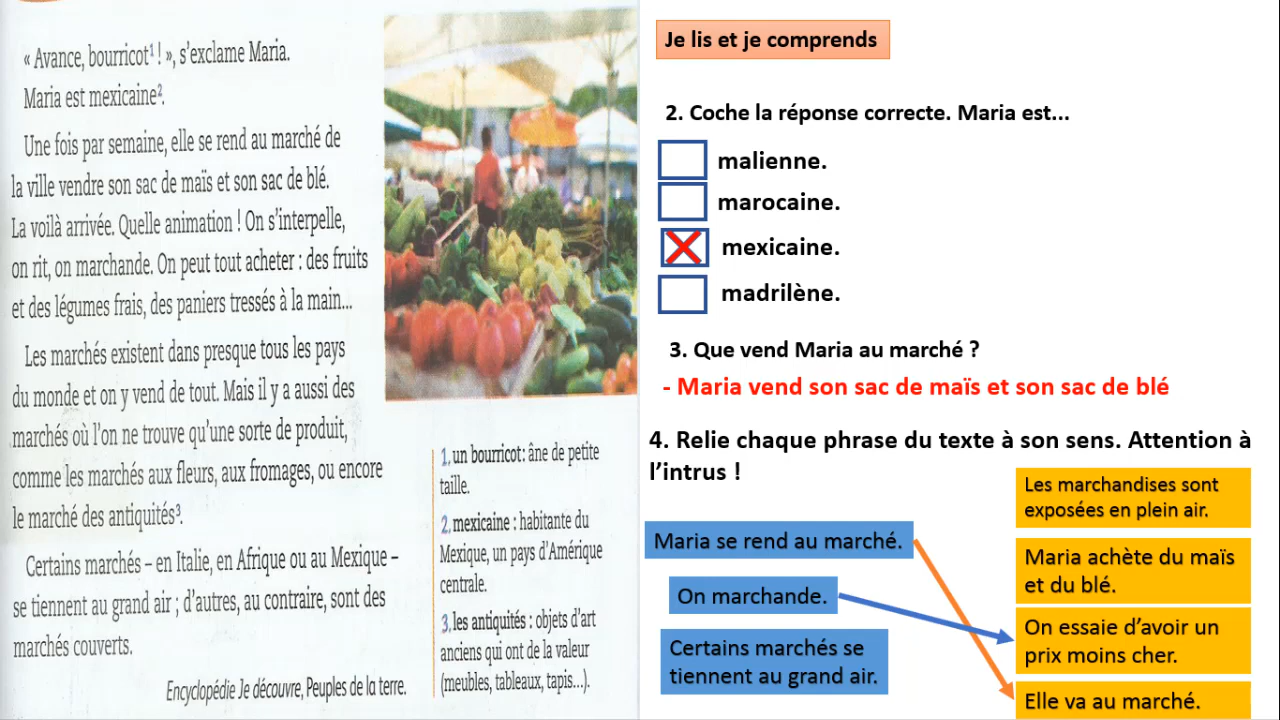 « Avance, bourricot¹ ! », s'exclame Maria.
Maria est mexicaine².
Une fois par semaine, elle se rend au marché de
la ville vendre son sac de maïs et son sac de blé.
La voilà arrivée. Quelle animation ! On s'interpelle,
on rit, on marchande. On peut tout acheter : des fruits
et des légumes frais, des paniers tressés à la main...
Les marchés existent dans presque tous les pays
du monde et on y vend de tout. Mais il y a aussi des
marchés où l'on ne trouve qu'une sorte de produit,
comme les marchés aux fleurs, aux fromages, ou encore
le marché des antiquités³.
Certains marchés – en Italie, en Afrique ou au Mexique –
se tiennent au grand air ; d'autres, au contraire, sont des
marchés couverts.
Encyclopédie Je découvre, Peuples de la terre.
1. un bourricot : âne de petite
taille.
2. mexicaine : habitante du
Mexique, un pays d'Amérique
centrale.
3. les antiquités : objets d'art
anciens qui ont de la valeur
(meubles, tableaux, tapis...).
Je lis et je comprends
2. Coche la réponse correcte. Maria est...
malienne.
marocaine.
mexicaine.
madrilène.
3. Que vend Maria au marché ?
- Maria vend son sac de maïs et son sac de blé
4. Relie chaque phrase du texte à son sens. Attention à
l'intrus !
Maria se rend au marché.
On marchande.
Certains marchés se
tiennent au grand air.
Les marchandises sont
exposées en plein air.
Maria achète du maïs
et du blé.
On essaie d'avoir un
prix moins cher.
Elle va au marché.